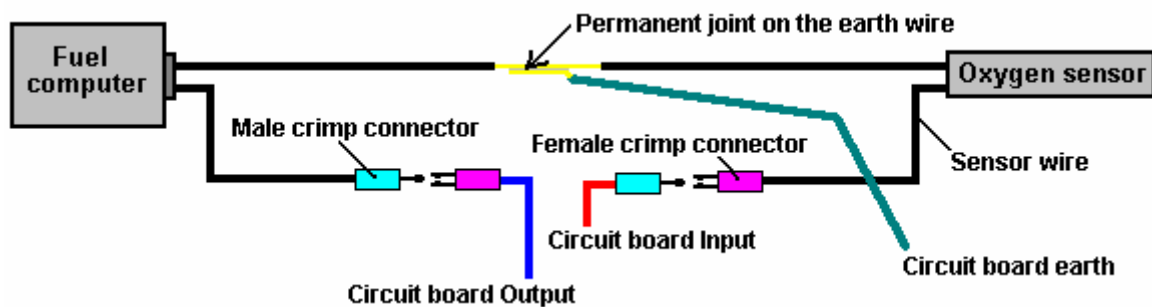 Permanent joint on the earth wire
Fuel
computer
Oxygen sensor
Male crimp connector
Female crimp connector
Sensor wire
Circuit board Input
Circuit board earth
Circuit board Output